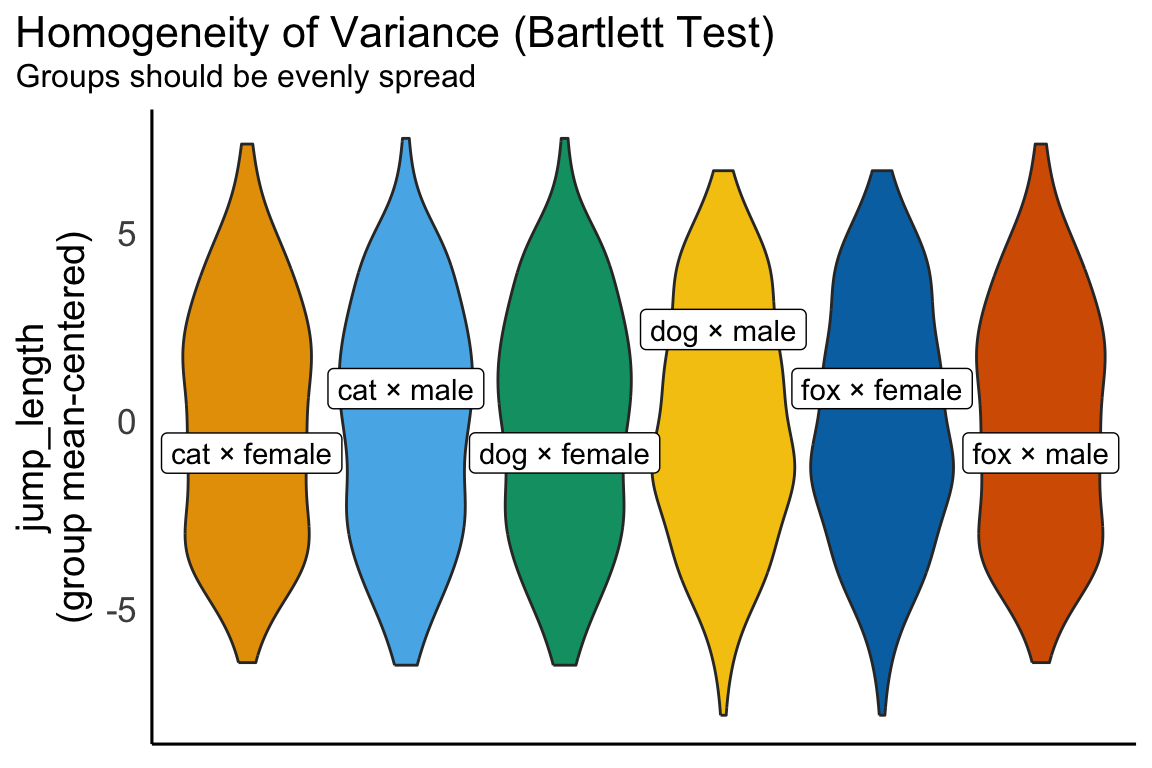 Homogeneity of Variance (Bartlett Test)
Groups should be evenly spread
jump_length
(group mean-centered)
5
0
-5
cat × female
cat × male
dog × female
dog × male
fox × female
fox × male